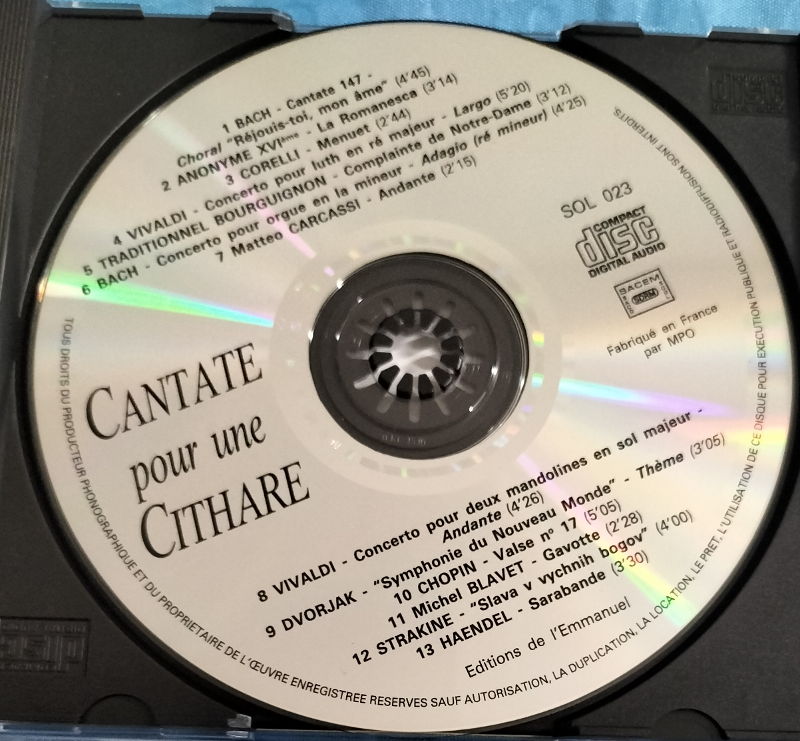 1 BACH - Cantate 147 -
Choral "Réjouis-toi, mon âme" (4'45)
2 ANONYME XVIème - La Romanesca (3'14)
3 CORELLI - Menuet (2'44)
4 VIVALDI - Concerto pour luth en ré majeur - Largo (5'20)
5 TRADITIONNEL BOURGUIGNON - Complainte de Notre-Dame (3'12)
6 BACH - Concerto pour orgue en la mineur - Adagio (ré mineur) (4'25)
7 Matteo CARCASSI - Andante (2'15)
SOL 023
COMPACT
disc
DIGITAL AUDIO
SACEM
SDRM
Fabriqué en France
par MPO
CANTATE
pour une
CITHARE
8 VIVALDI - Concerto pour deux mandolines en sol majeur -
Andante (4'26)
9 DVORJAK - "Symphonie du Nouveau Monde" - Thème (3'05)
10 CHOPIN - Valse n° 17 (5'05)
11 Michel BLAVET - Gavotte (2'28)
12 STRAKINE - "Slava v vychnih bogov" (4'00)
13 HAENDEL - Sarabande (3'30)
Editions de l'Emmanuel
TOUS DROITS DU PRODUCTEUR PHONOGRAPHIQUE ET DU PROPRIETAIRE DE L'ŒUVRE ENREGISTREE RESERVES SAUF AUTORISATION, LA DUPLICATION, LA LOCATION, LE PRET, L'UTILISATION DE CE DISQUE POUR EXECUTION PUBLIQUE ET RADIODIFFUSION SONT INTERDITS